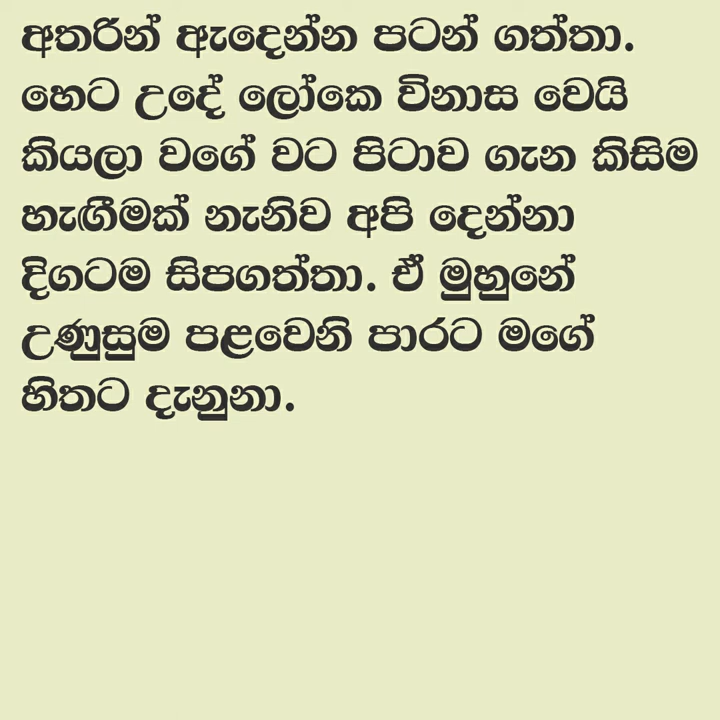 අතරින් ඇදෙන්න පටන් ගත්තා.
හෙට උදේ ලෝකෙ විනාස වෙයි
කියලා වගේ වට පිටාව ගැන කිසිම
හැඟීමක් නැනිව අපි දෙන්නා
දිගටම සිපගත්තා. ඒ මුහුනේ
උණුසුම පළවෙනි පාරට මගේ
හිතට දැනුනා.